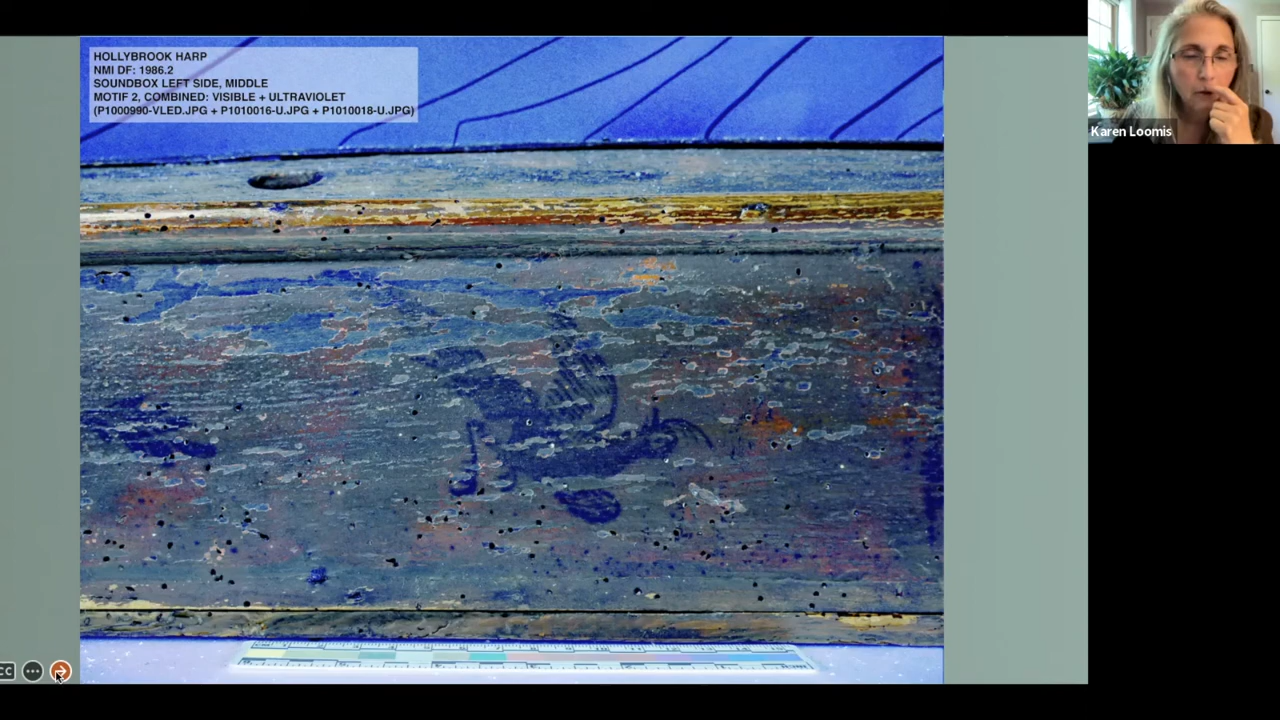 HOLLYBROOK HARP
NMI DF: 1986.2
SOUNDBOX LEFT SIDE, MIDDLE
MOTIF 2, COMBINED: VISIBLE + ULTRAVIOLET
(P1000990-VLED.JPG + P1010016-U.JPG + P1010018-U.JPG)
Karen Loomis
CC